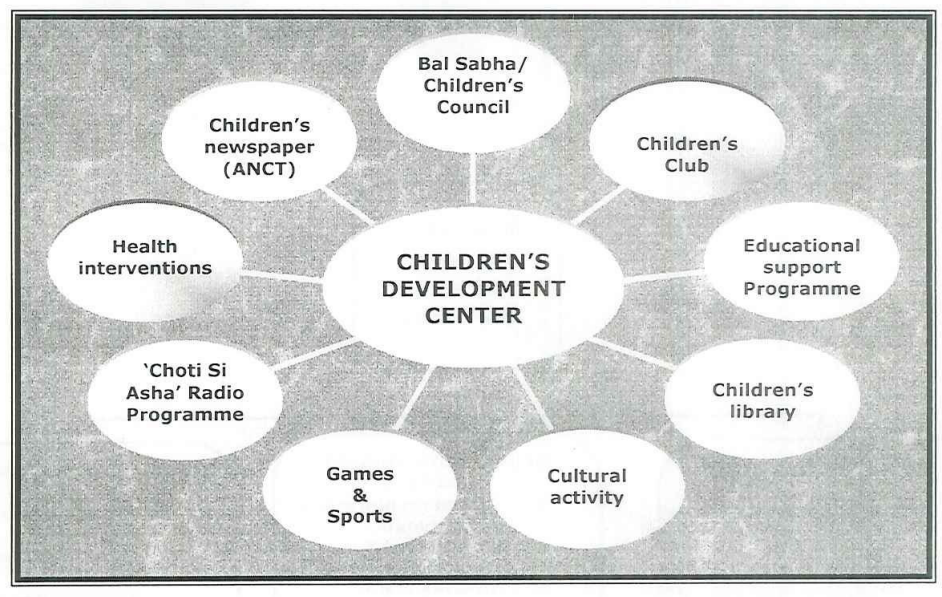 Bal Sabha/
Children's
Council
Children's
Club
Educational
support
Programme
Children's
library
Cultural
activity
Games
&
Sports
'Choti Si
Asha' Radio
Programme
Health
interventions
Children's
newspaper
(ANCT)
CHILDREN'S
DEVELOPMENT
CENTER